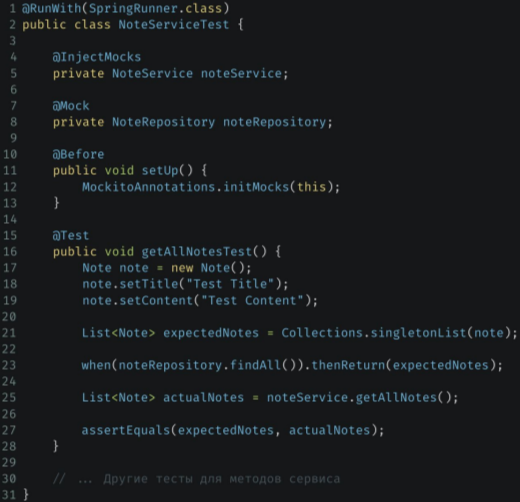 1 @RunWith(SpringRunner.class)
2 public class NoteServiceTest {
3
4     @InjectMocks
5     private NoteService noteService;
6
7     @Mock
8     private NoteRepository noteRepository;
9
10     @Before
11     public void setUp() {
12         MockitoAnnotations.initMocks(this);
13     }
14
15     @Test
16     public void getAllNotesTest() {
17         Note note = new Note();
18         note.setTitle("Test Title");
19         note.setContent("Test Content");
20
21         List<Note> expectedNotes = Collections.singletonList(note);
22
23         when(noteRepository.findAll()).thenReturn(expectedNotes);
24
25         List<Note> actualNotes = noteService.getAllNotes();
26
27         assertEquals(expectedNotes, actualNotes);
28     }
29
30     // ... Другие тесты для методов сервиса
31 }